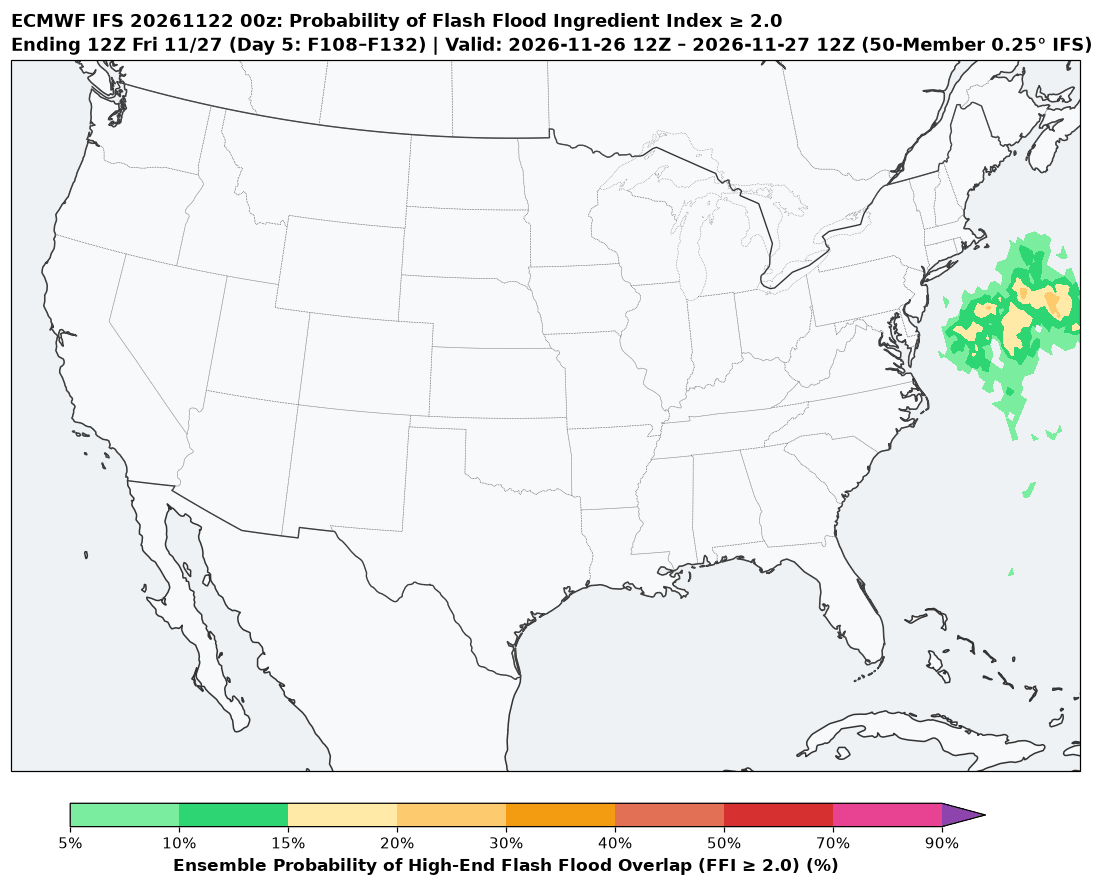 ECMWF IFS 20261122 00z: Probability of Flash Flood Ingredient Index ≥ 2.0
Ending 12Z Fri 11/27 (Day 5: F108–F132) | Valid: 2026-11-26 12Z – 2026-11-27 12Z (50-Member 0.25° IFS)
5% 10% 15% 20% 30% 40% 50% 70% 90%
Ensemble Probability of High-End Flash Flood Overlap (FFI ≥ 2.0) (%)